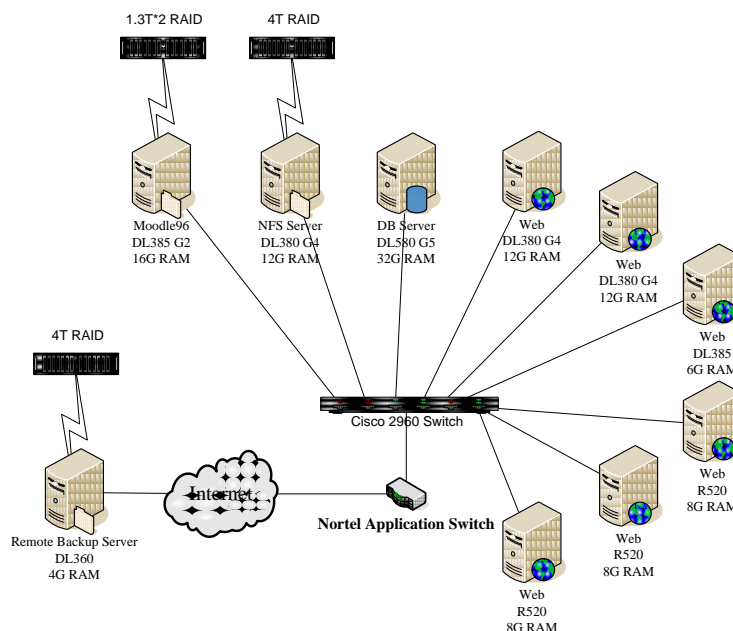 1.3T*2 RAID
4T RAID
Moodle96
DL385 G2
16G RAM
NFS Server
DL380 G4
12G RAM
DB Server
DL580 G5
32G RAM
Web
DL380 G4
12G RAM
Web
DL380 G4
12G RAM
Web
DL385
6G RAM
4T RAID
Cisco 2960 Switch
Web
R520
8G RAM
Internet
Nortel Application Switch
Remote Backup Server
DL360
4G RAM
Web
R520
8G RAM
Web
R520
8G RAM